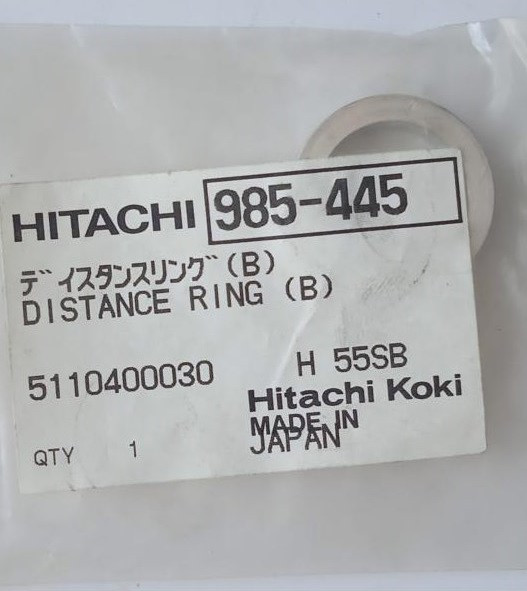 HITACHI 985-445
ディスタンスリング(B)
DISTANCE RING (B)
5110400030 H 55SB
Hitachi Koki
MADE IN
JAPAN
QTY 1